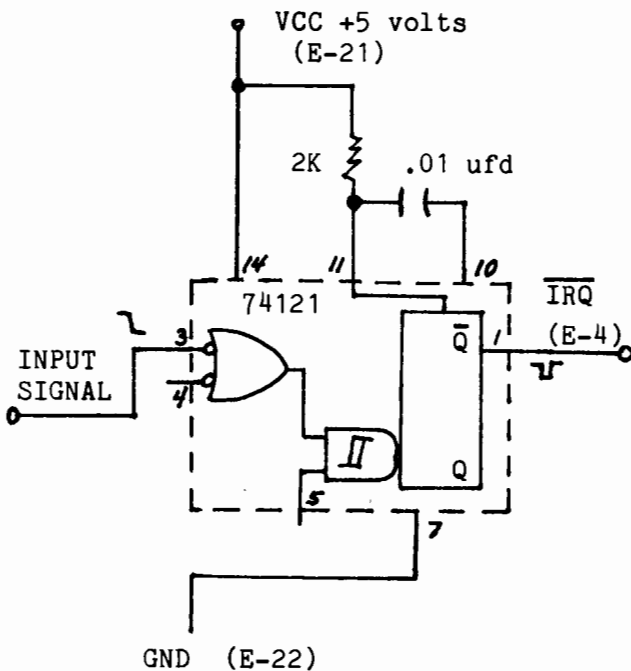 VCC +5 volts
(E-21)
2K
.01 ufd
14
11
10
74121
IRQ
Q
1
(E-4)
3
INPUT
SIGNAL
4
Q
5
7
GND (E-22)